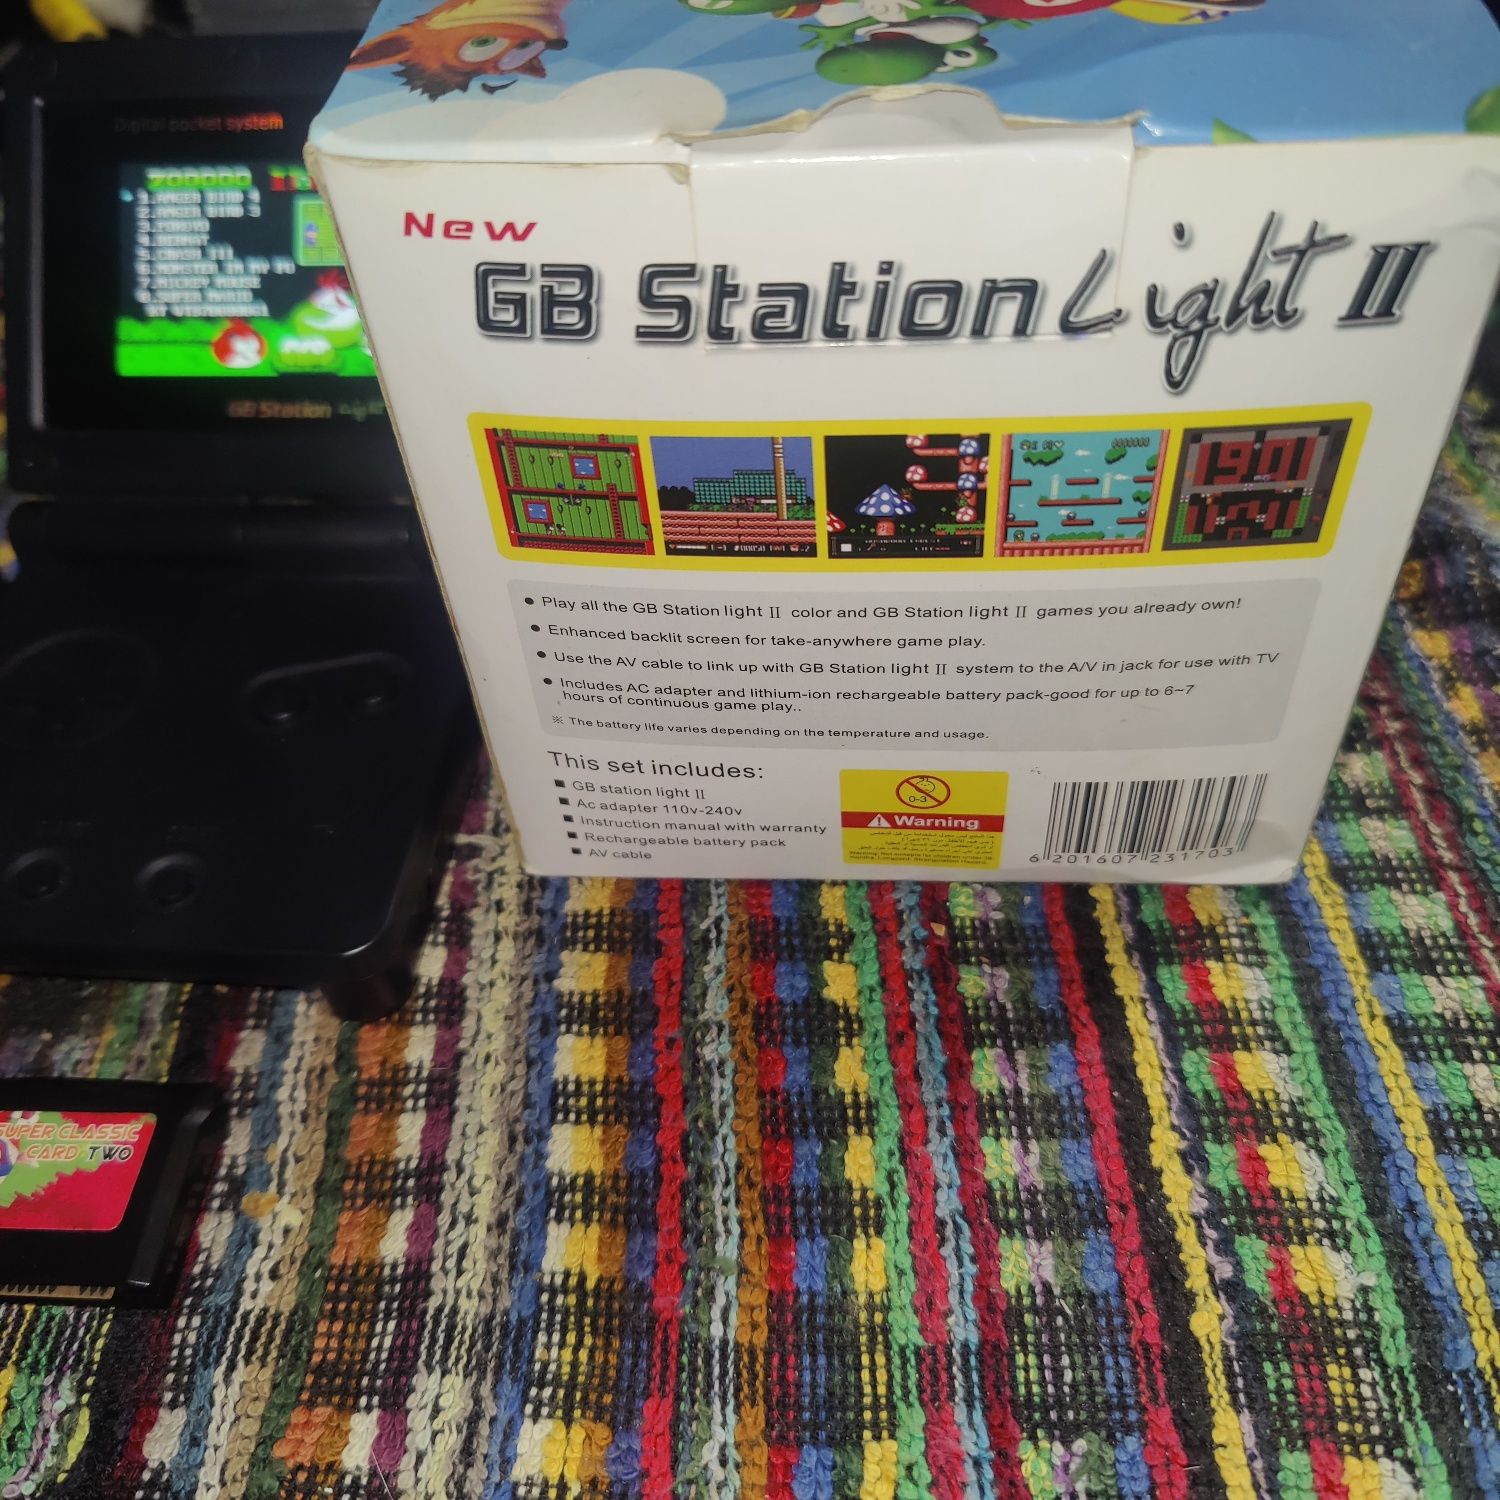 Digital pocket system
700000
1.ANGER BIRD 1
2.ANGER BIRD 3
5.CRASH III
6.MONSTER IN MY PO
7.MICKEY MOUSE
8.SUPER MARIO
GB Station Light
New
GB Station Light II
190
Play all the GB Station light II color and GB Station light II games you already own!
Enhanced backlit screen for take-anywhere game play.
Use the AV cable to link up with GB Station light II system to the A/V in jack for use with TV
Includes AC adapter and lithium-ion rechargeable battery pack-good for up to 6~7
hours of continuous game play..
※ The battery life varies depending on the temperature and usage.
This set includes:
GB station light II
Ac adapter 110v-240v
Instruction manual with warranty
Rechargeable battery pack
AV cable
0-3
Warning
6 201607 231703
SUPER CLASSIC
CARD TWO